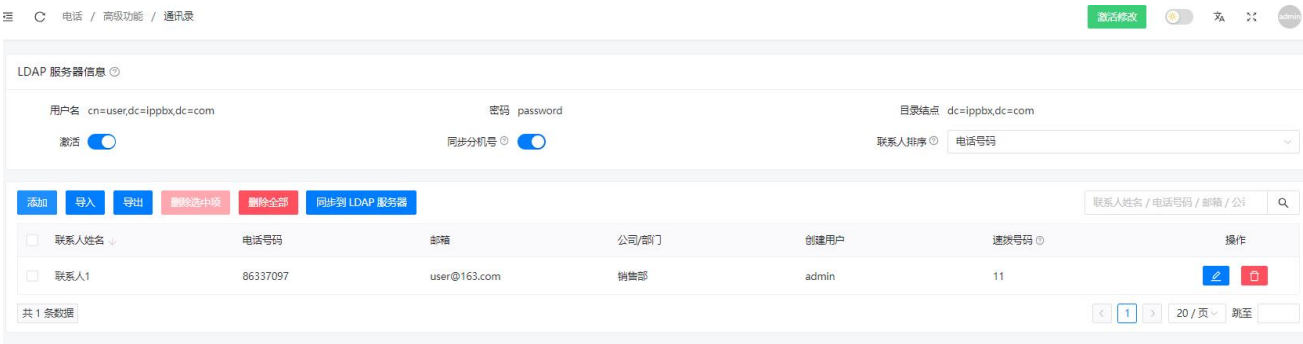 电话 / 高级功能 / 通讯录 激活修改 admin
LDAP 服务器信息
用户名 cn=user,dc=ippbx,dc=com 密码 password 目录结点 dc=ippbx,dc=com
激活 同步分机号 联系人排序 电话号码
添加 导入 导出 删除选中项 删除全部 同步到 LDAP 服务器 联系人姓名 / 电话号码 / 邮箱 / 公
联系人姓名 电话号码 邮箱 公司/部门 创建用户 速拨号码 操作
联系人1 86337097 user@163.com 销售部 admin 11
共 1 条数据 1 20 / 页 跳至